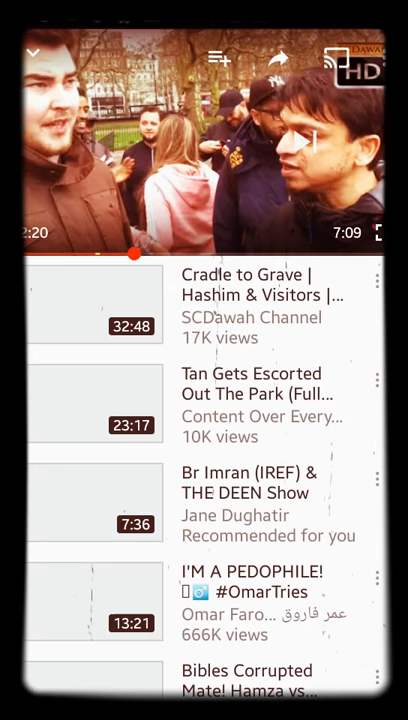 DAWAH
HD
2:20
7:09
32:48
Cradle to Grave |
Hashim & Visitors |...
SCDawah Channel
17K views
23:17
Tan Gets Escorted
Out The Park (Full...
Content Over Every...
10K views
7:36
Br Imran (IREF) &
THE DEEN Show
Jane Dughatir
Recommended for you
13:21
I'M A PEDOPHILE!
#OmarTries
Omar Faro... عمر فاروق
666K views
Bibles Corrupted
Mate! Hamza vs...